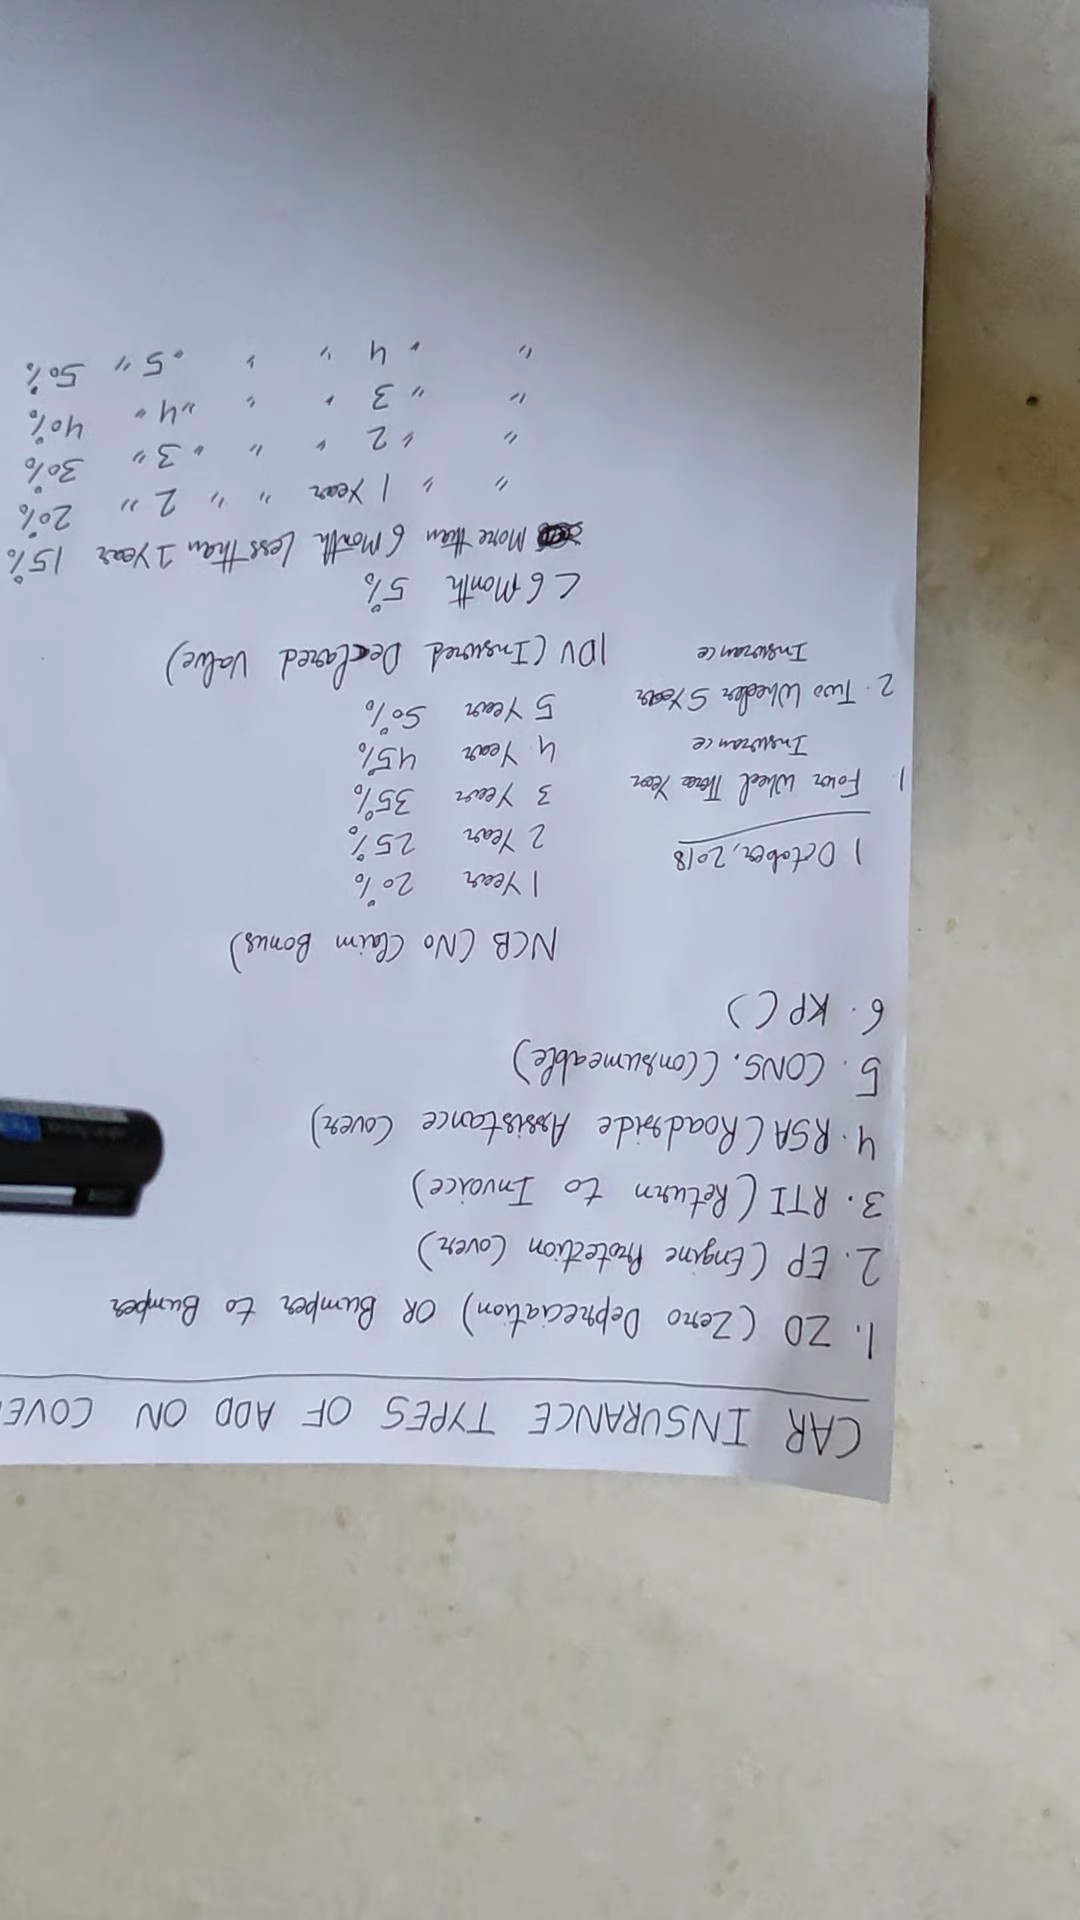 CAR INSURANCE TYPES OF ADD ON COVE
1. ZD (Zero Depreciation) OR Bumper to Bumper
2. EP (Engine Protection Cover)
3. RTI (Return to Invoice)
4. RSA (Roadside Assistance Cover)
5. CONS. (Consumeable)
6. KP ( )
NCB (No Claim Bonus)
1 Year 20%
2 Year 25%
3 Year 35%
4 Year 45%
5 Year 50%
1 October, 2018
1 Four Wheel Three Year
Insurance
2. Two Wheeler 5 Year
Insurance
IDV (Insured Declared Value)
< 6 Month 5%
More than 6 Month Less than 1 Year 15%
" " 1 Year " " 2 " 20%
" " 2 " " " 3 " 30%
" " 3 " " " 4 " 40%
" " 4 " " " 5 " 50%